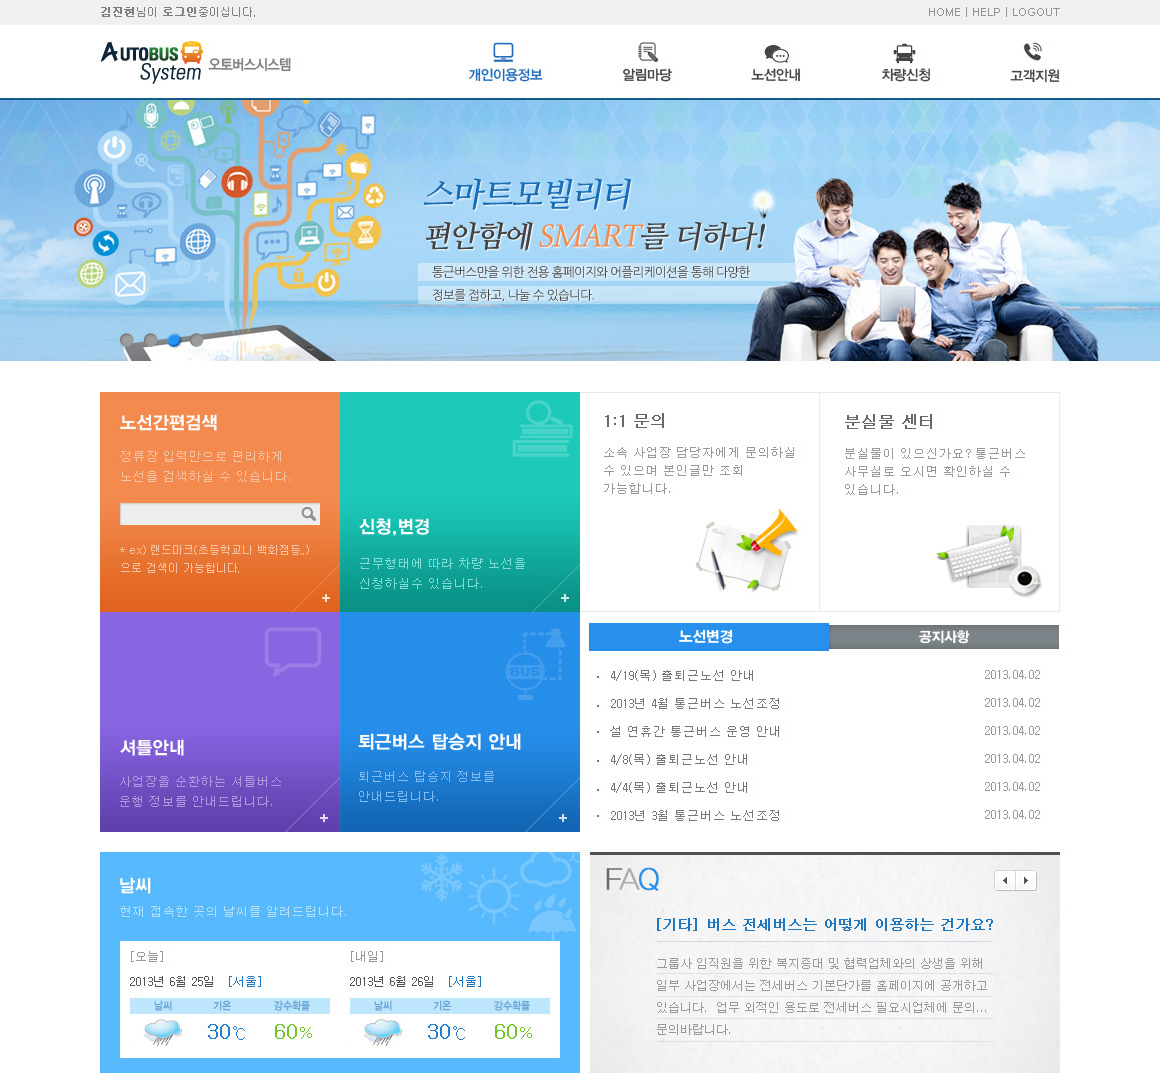 김진현님이 로그인중이십니다.
HOME | HELP | LOGOUT
AUTOBUS System 오토버스시스템
개인이용정보
알림마당
노선안내
차량신청
고객지원
스마트모빌리티
편안함에 SMART를 더하다!
통근버스만을 위한 전용 홈페이지와 어플리케이션을 통해 다양한
정보를 접하고, 나눌 수 있습니다.
노선간편검색
정류장 입력만으로 편리하게
노선을 검색하실 수 있습니다.
* ex) 랜드마크(초등학교나 백화점등..)
으로 검색이 가능합니다.
신청,변경
근무형태에 따라 차량 노선을
신청하실수 있습니다.
1:1 문의
소속 사업장 담당자에게 문의하실
수 있으며 본인글만 조회
가능합니다.
분실물 센터
분실물이 있으신가요? 통근버스
사무실로 오시면 확인하실 수
있습니다.
셔틀안내
사업장을 순환하는 셔틀버스
운행 정보를 안내드립니다.
BUS
퇴근버스 탑승지 안내
퇴근버스 탑승지 정보를
안내드립니다.
노선변경
공지사항
· 4/19(목) 출퇴근노선 안내 2013.04.02
· 2013년 4월 통근버스 노선조정 2013.04.02
· 설 연휴간 통근버스 운영 안내 2013.04.02
· 4/8(목) 출퇴근노선 안내 2013.04.02
· 4/4(목) 출퇴근노선 안내 2013.04.02
· 2013년 3월 통근버스 노선조정 2013.04.02
날씨
현재 접속한 곳의 날씨를 알려드립니다.
[오늘]
2013년 6월 25일 [서울]
날씨 기온 강수확률
30℃ 60%
[내일]
2013년 6월 26일 [서울]
날씨 기온 강수확률
30℃ 60%
FAQ
[기타] 버스 전세버스는 어떻게 이용하는 건가요?
그룹사 임직원을 위한 복지증대 및 협력업체와의 상생을 위해
일부 사업장에서는 전세버스 기본단가를 홈페이지에 공개하고
있습니다. 업무 외적인 용도로 전세버스 필요시업체에 문의...
문의바랍니다.